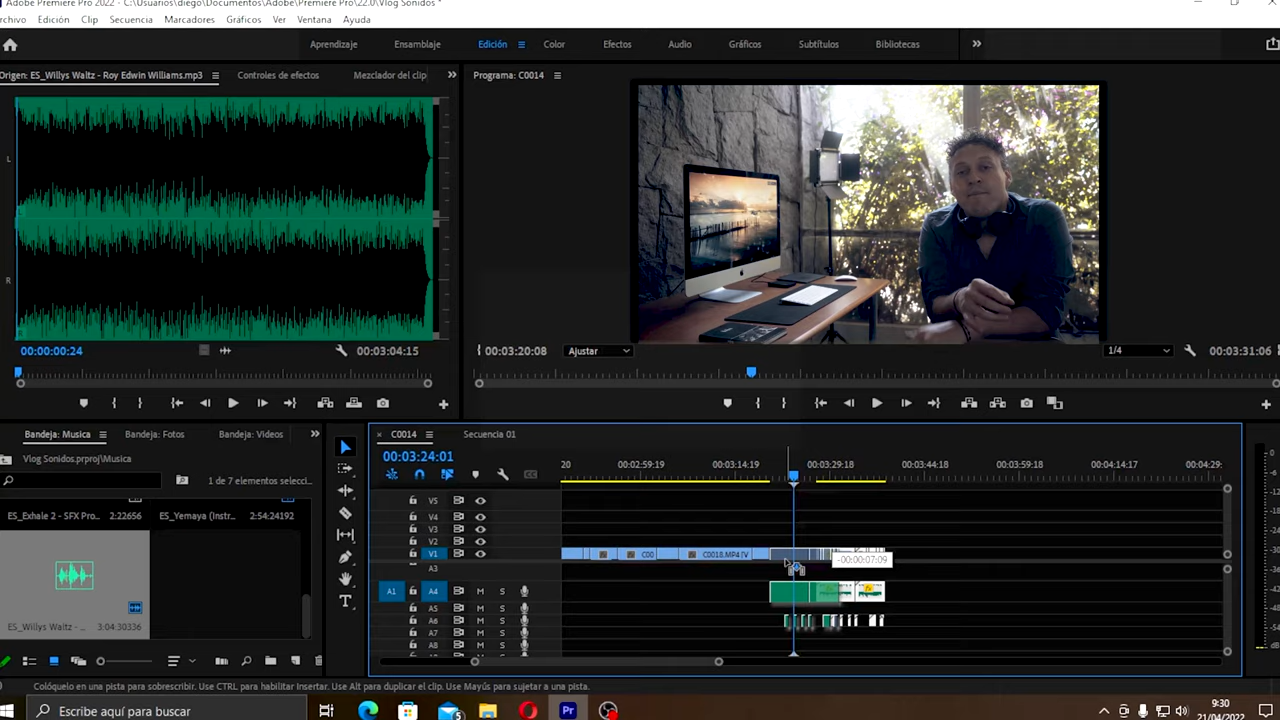 Adobe Premiere Pro 2022 - C:\Usuarios\diego\Documentos\Adobe\Premiere Pro\22.0\Vlog Sonidos *
rchivo Edición Clip Secuencia Marcadores Gráficos Ver Ventana Ayuda
Aprendizaje Ensamblaje Edición Color Efectos Audio Gráficos Subtítulos Bibliotecas
Origen: ES_Willys Waltz - Roy Edwin Williams.mp3 Controles de efectos Mezclador del clip
Programa: C0014
L
R
00:00:00:24 00:03:04:15
00:03:20:08 Ajustar 1/4 00:03:31:06
Bandeja: Musica Bandeja: Fotos Bandeja: Videos
Vlog Sonidos.prproj\Musica
1 de 7 elementos selecci...
ES_Exhale 2 - SFX Pro... 2:22656 ES_Yemaya (Instr... 2:54:24192
ES_Willys Waltz - ... 3:04:30336
C0014 Secuencia 01
00:03:24:01
20 00:02:59:19 00:03:14:19 00:03:29:18 00:03:44:18 00:03:59:18 00:04:14:17 00:04:29:
V5
V4
V3
V2
V1 C00 C0018.MP4 [V
-00:00:07:09
A3
A1 A4 M S
fx
A5 M S
A6 M S
A7 M S
A8 M S
Colóquelo en una pista para sobrescribir. Use CTRL para habilitar Insertar. Use Alt para duplicar el clip. Use Mayús para sujetar a una pista.
Escribe aquí para buscar
5
Pr
9:30
21/04/2022